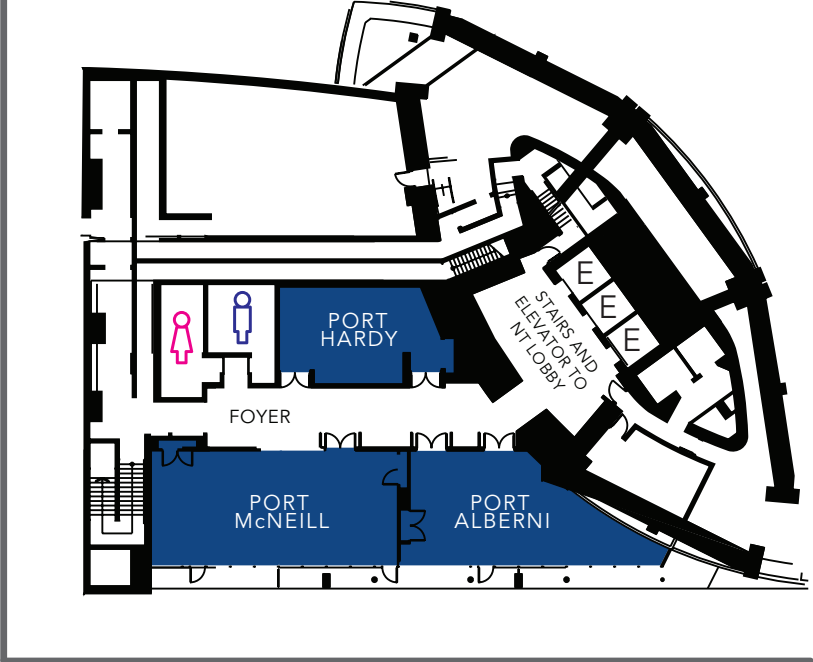 PORT
HARDY
E
E
E
STAIRS AND
ELEVATOR TO
NT LOBBY
FOYER
PORT
McNEILL
PORT
ALBERNI